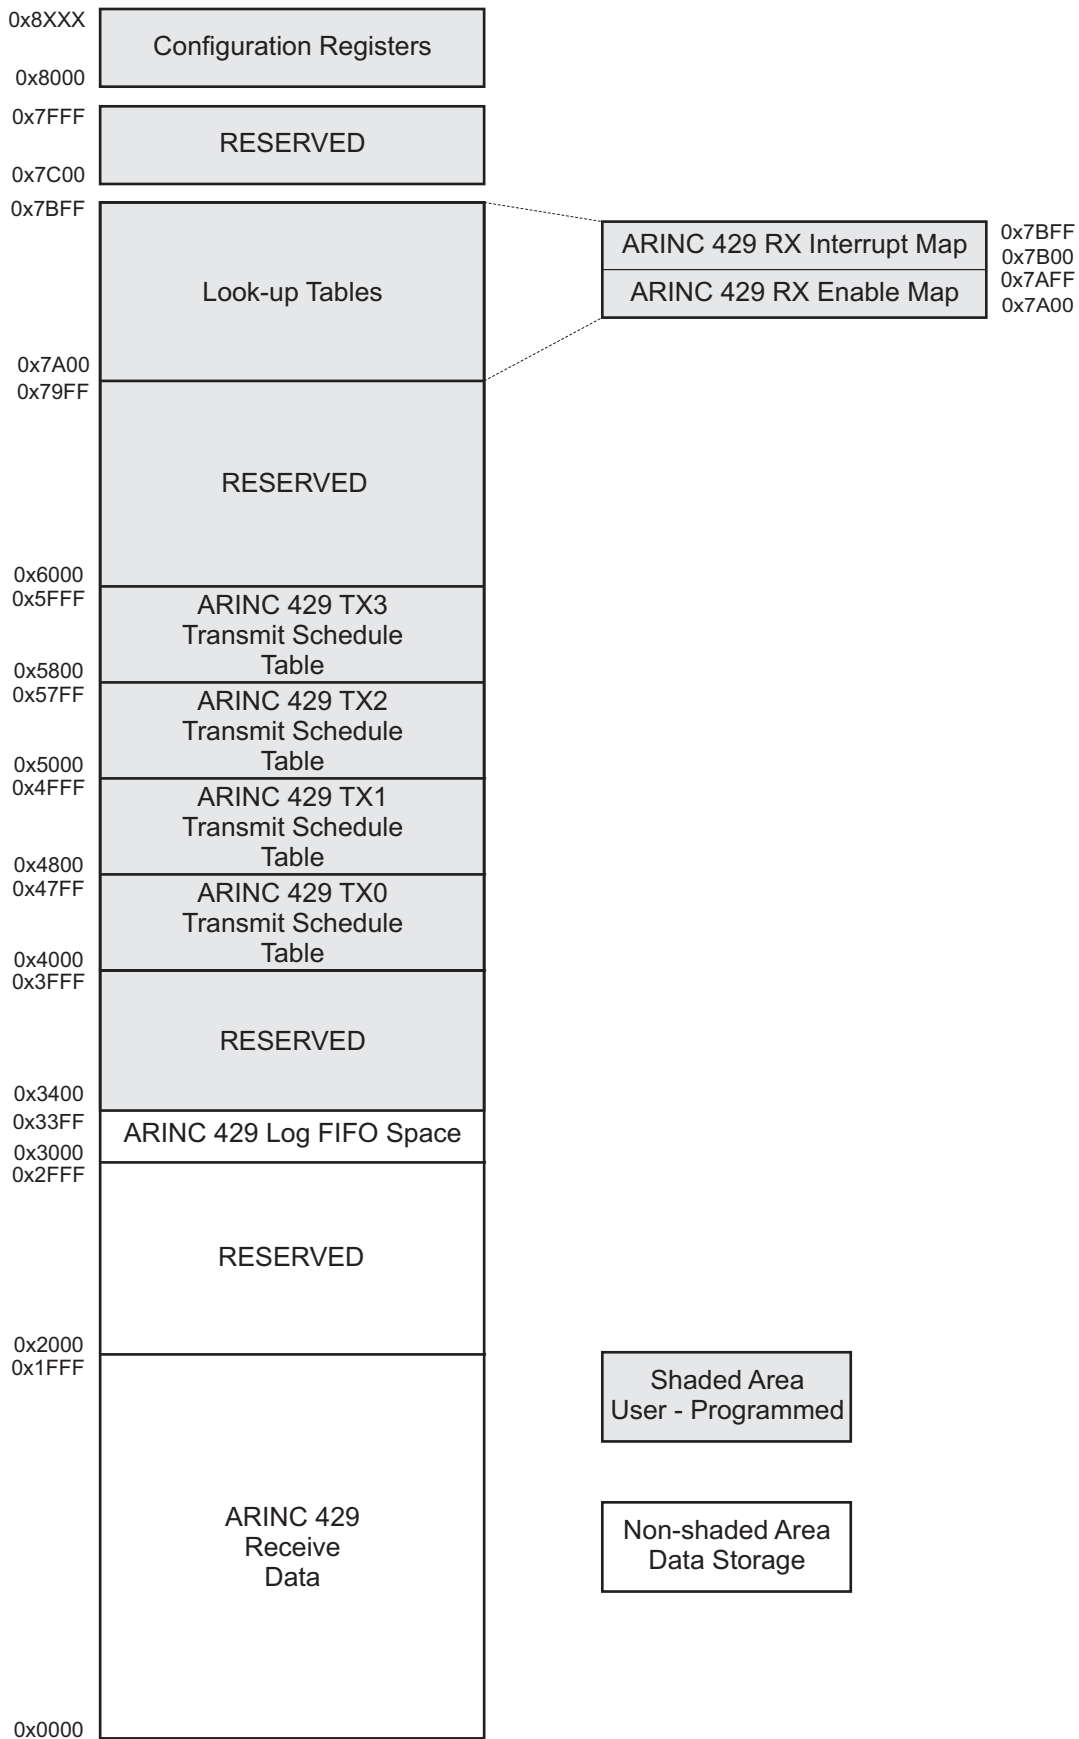 0x8XXX
Configuration Registers
0x8000
0x7FFF
RESERVED
0x7C00
0x7BFF
Look-up Tables
0x7A00
ARINC 429 RX Interrupt Map
0x7BFF
0x7B00
ARINC 429 RX Enable Map
0x7AFF
0x7A00
0x79FF
RESERVED
0x6000
0x5FFF
ARINC 429 TX3
Transmit Schedule
Table
0x5800
0x57FF
ARINC 429 TX2
Transmit Schedule
Table
0x5000
0x4FFF
ARINC 429 TX1
Transmit Schedule
Table
0x4800
0x47FF
ARINC 429 TX0
Transmit Schedule
Table
0x4000
0x3FFF
RESERVED
0x3400
0x33FF
ARINC 429 Log FIFO Space
0x3000
0x2FFF
RESERVED
0x2000
0x1FFF
ARINC 429
Receive
Data
0x0000
Shaded Area
User - Programmed
Non-shaded Area
Data Storage